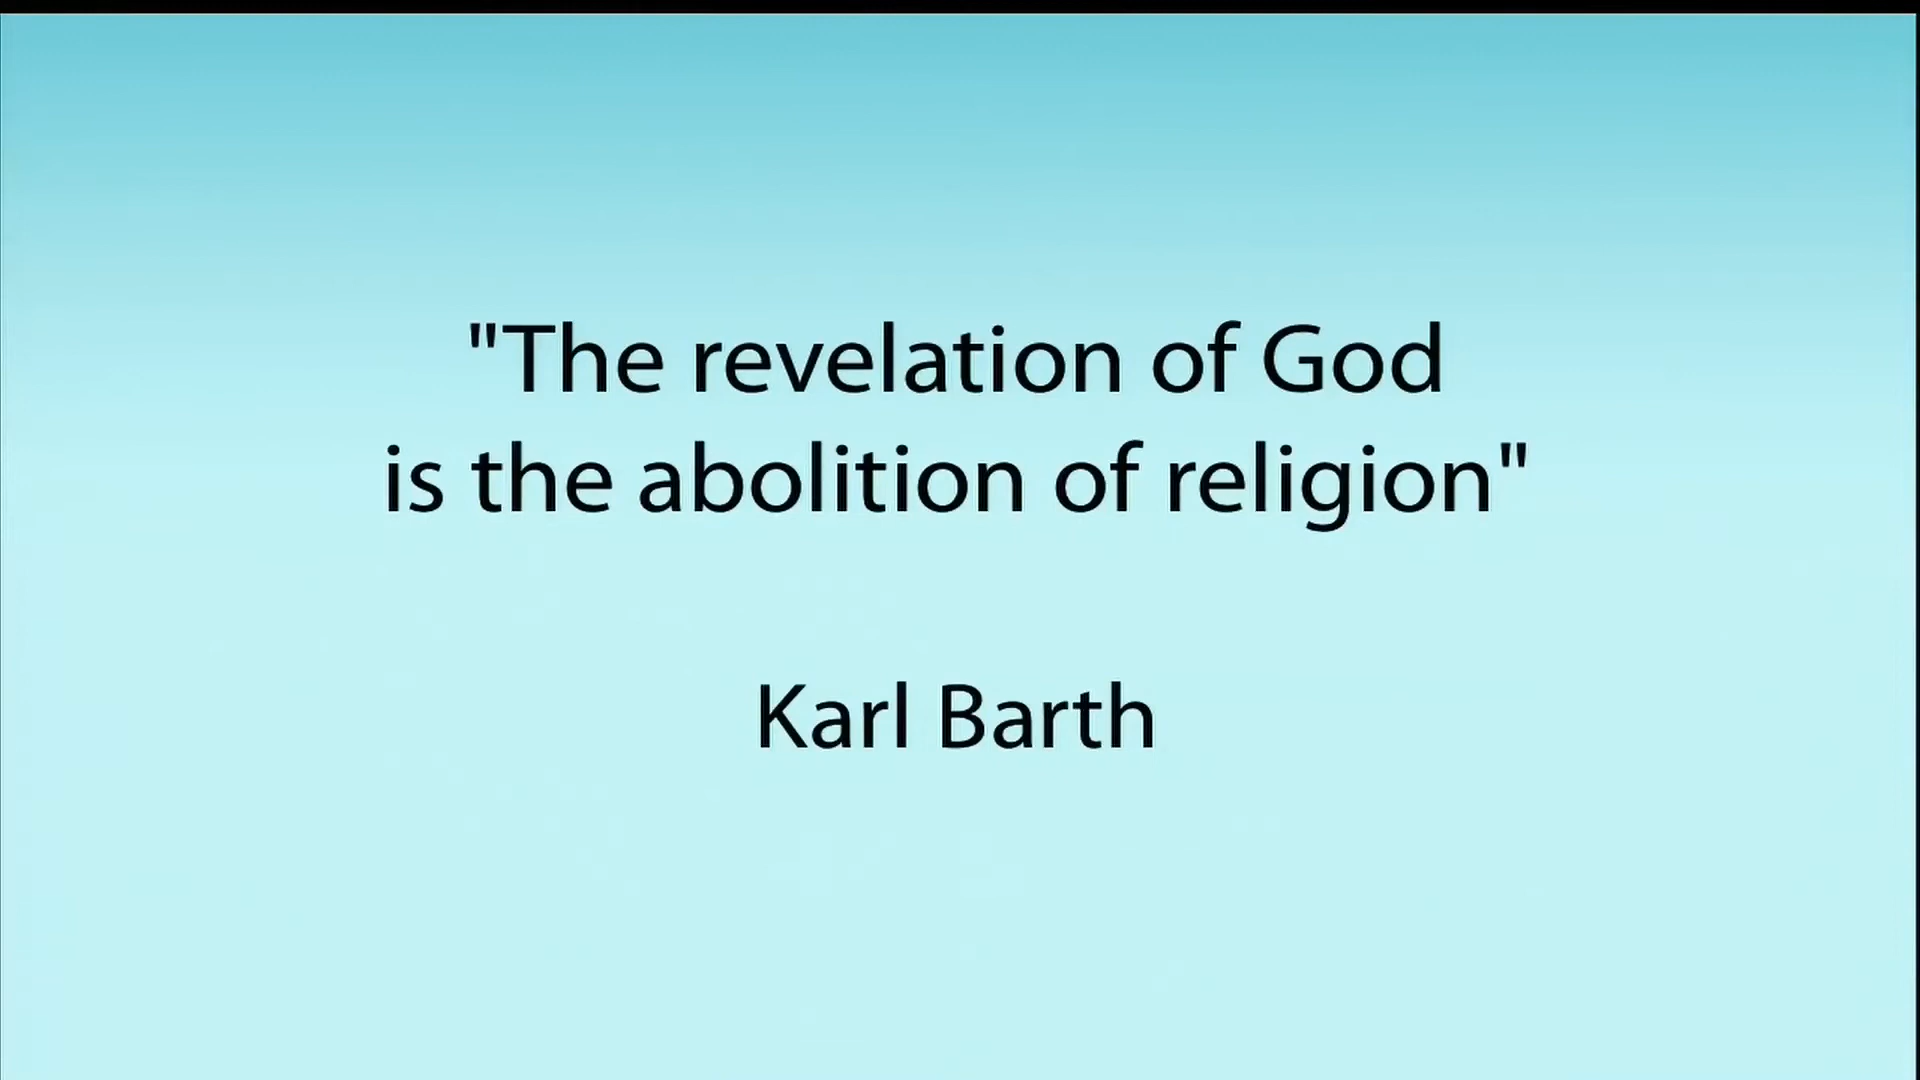 "The revelation of God
is the abolition of religion"
Karl Barth